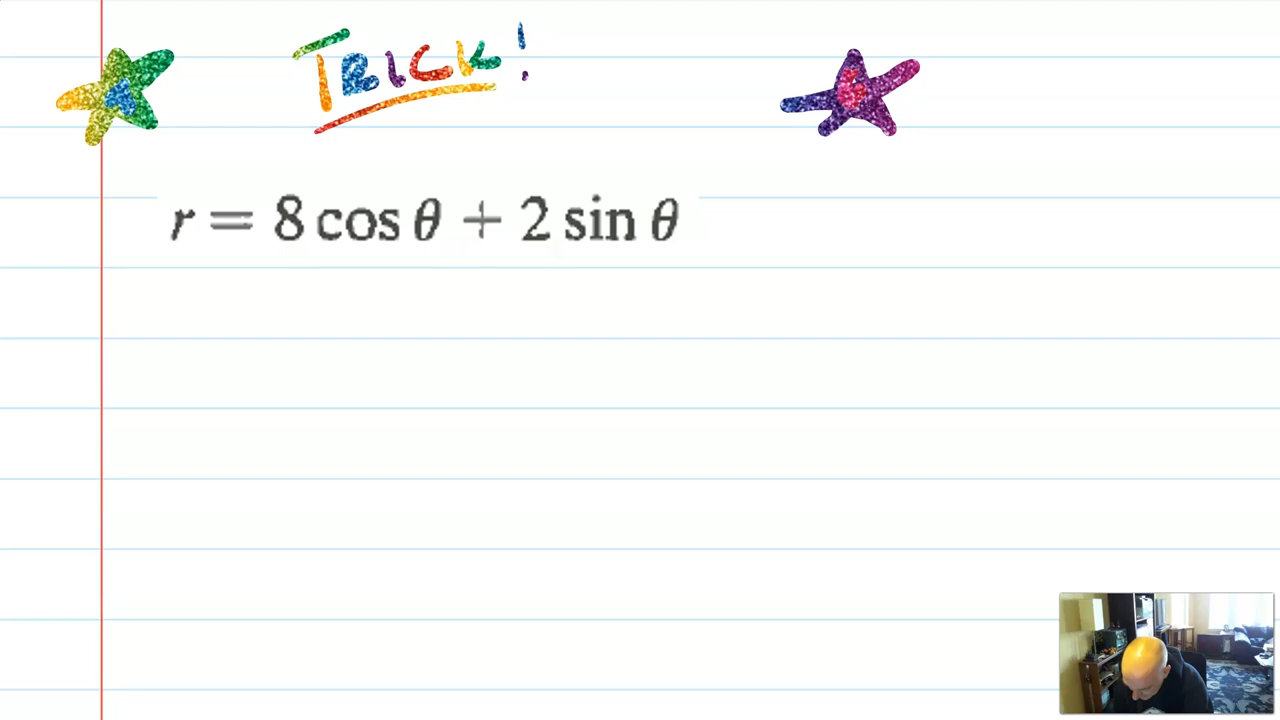 TRICK!
r = 8 cos θ + 2 sin θ